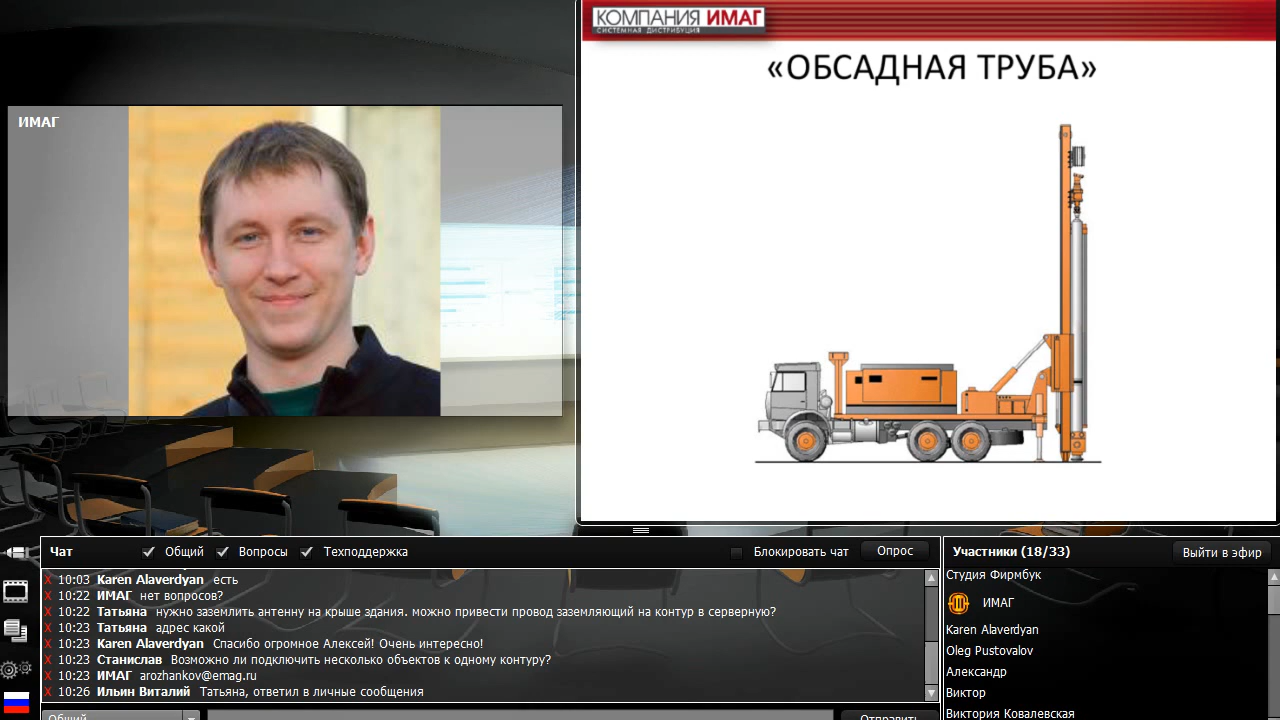 КОМПАНИЯ ИМАГ
СИСТЕМНАЯ ДИСТРИБУЦИЯ
«ОБСАДНАЯ ТРУБА»
ИМАГ
Чат
Общий
Вопросы
Техподдержка
Блокировать чат
Опрос
X 10:03 Karen Alaverdyan есть
X 10:22 ИМАГ нет вопросов?
X 10:22 Татьяна нужно заземлить антенну на крыше здания. можно привести провод заземляющий на контур в серверную?
X 10:23 Татьяна адрес какой
X 10:23 Karen Alaverdyan Спасибо огромное Алексей! Очень интересно!
X 10:23 Станислав Возможно ли подключить несколько объектов к одному контуру?
X 10:23 ИМАГ arozhankov@emag.ru
X 10:26 Ильин Виталий Татьяна, ответил в личные сообщения
Общий
Отправить
Участники (18/33)
Выйти в эфир
Студия Фирмбук
ИМАГ
Karen Alaverdyan
Oleg Pustovalov
Александр
Виктор
Виктория Ковалевская